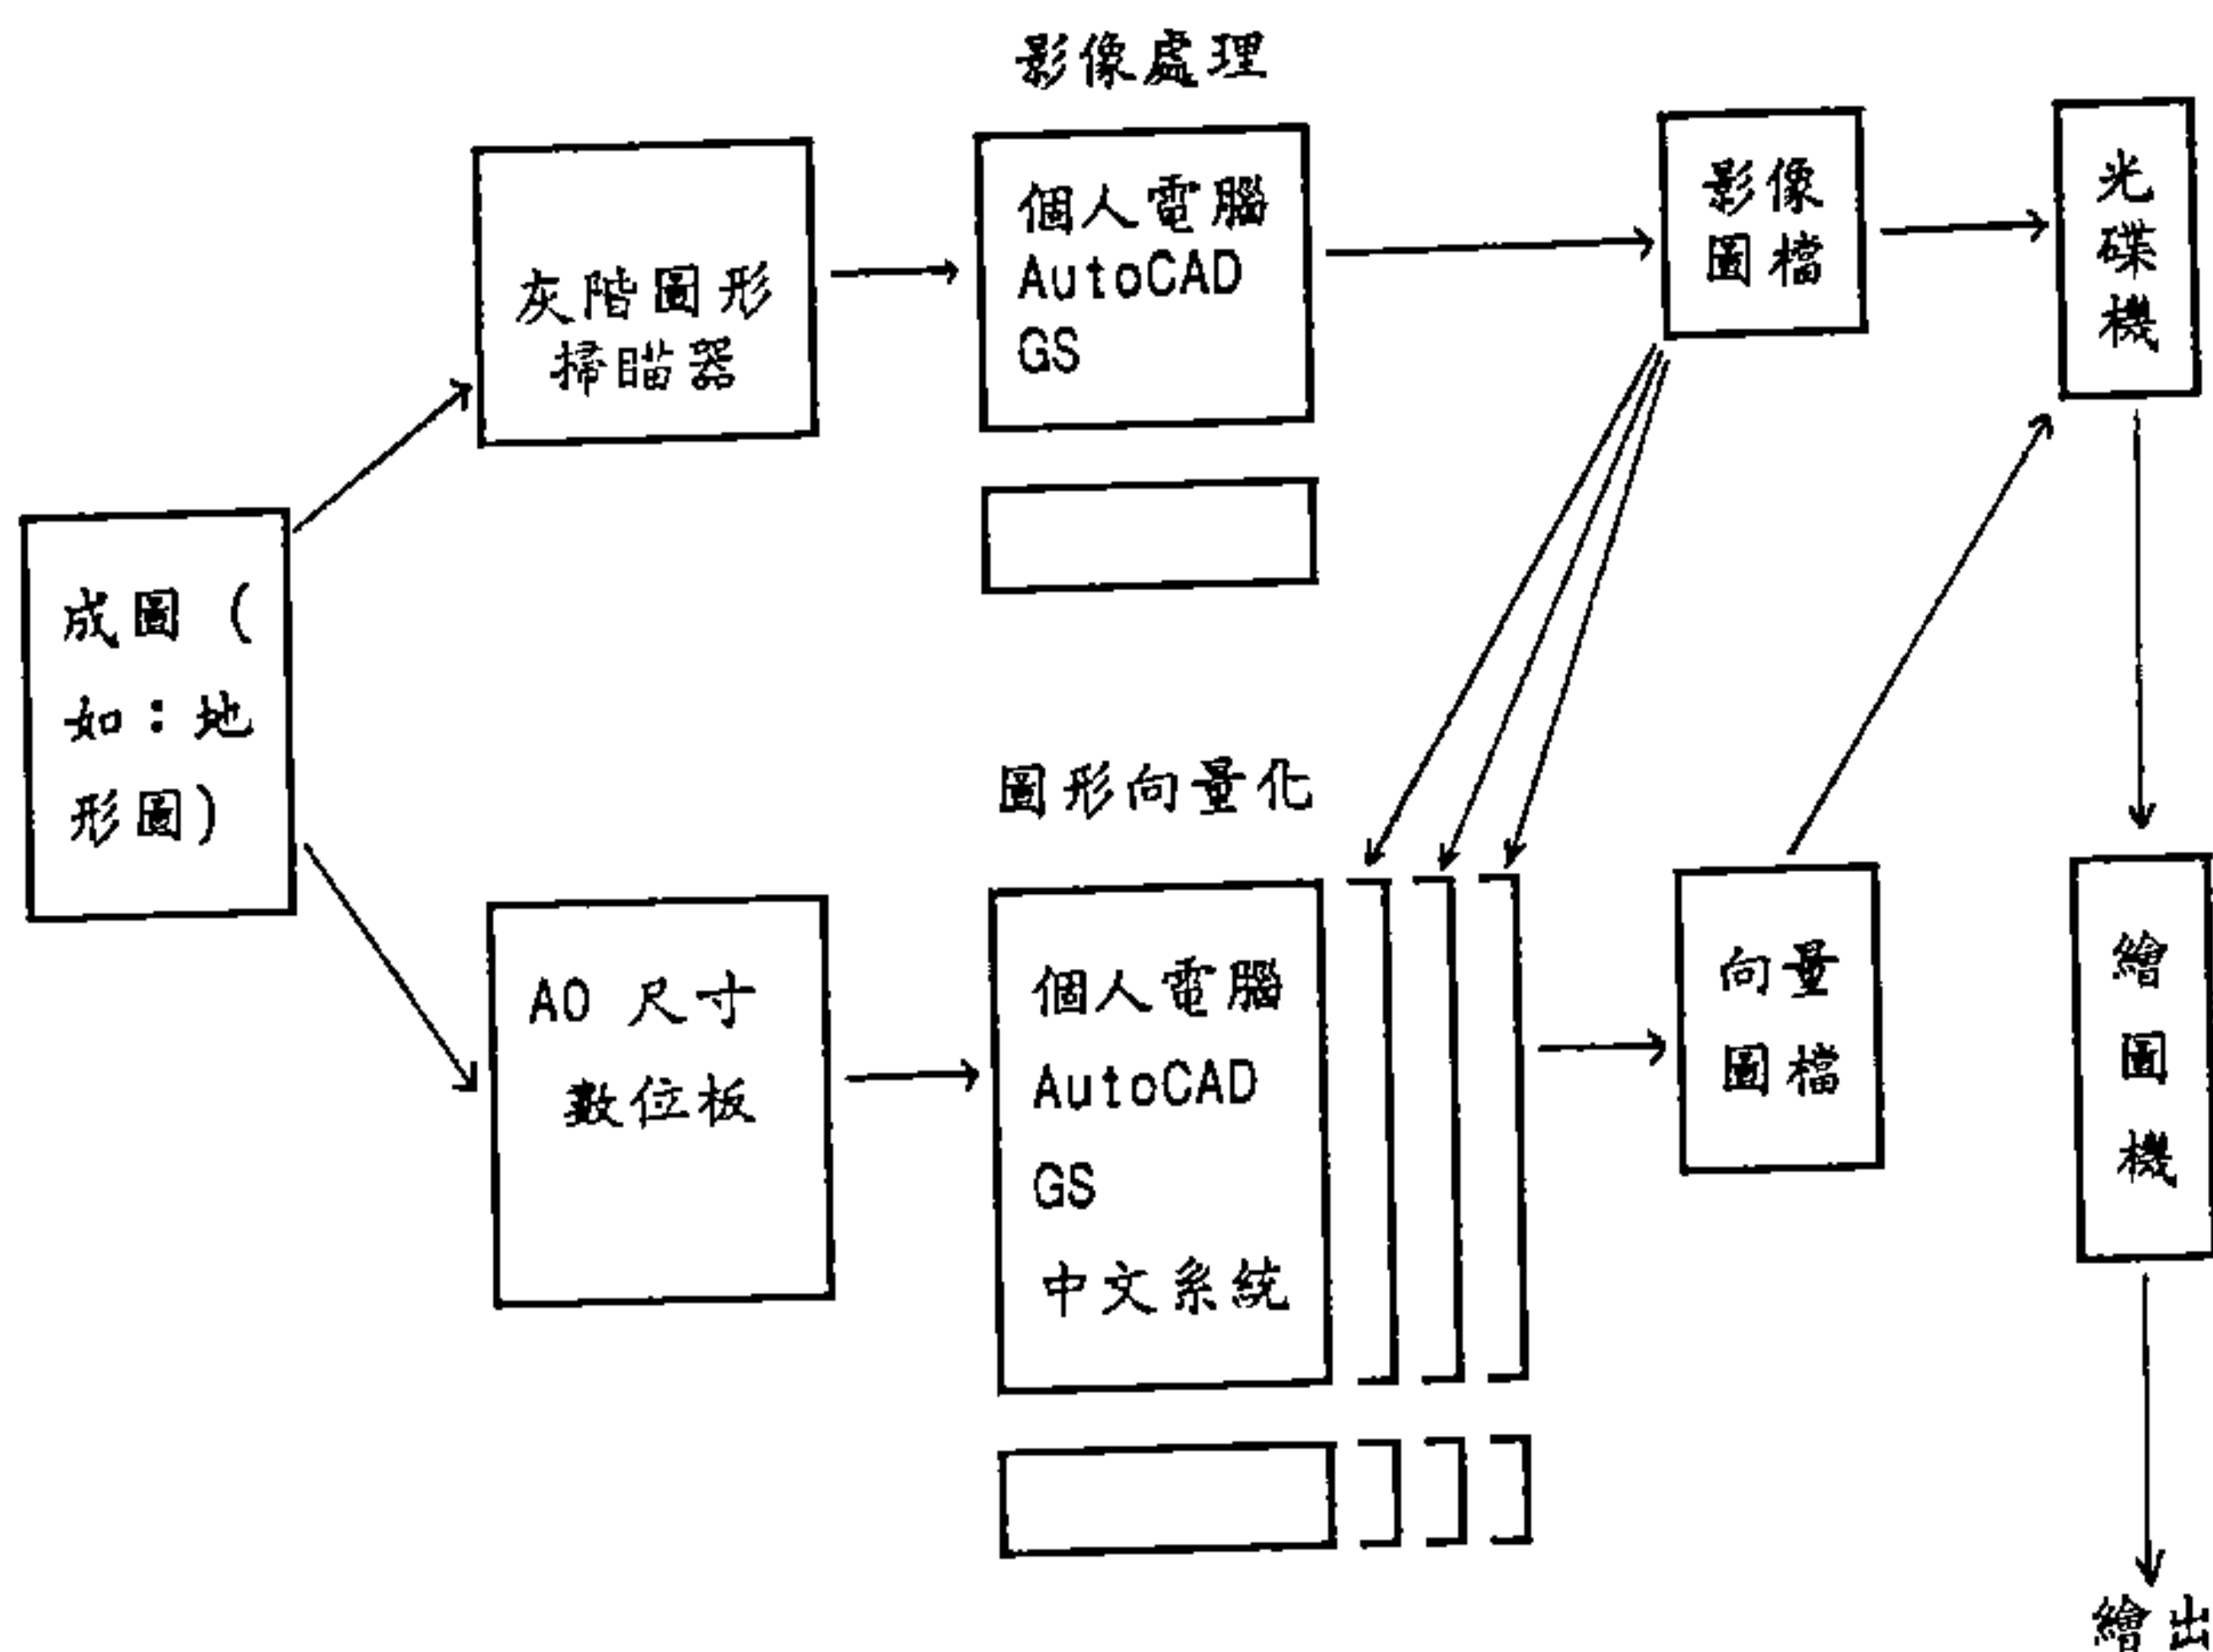 影像處理
灰階圖形
掃瞄器
個人電腦
AutoCAD
GS
影像
圖檔
光
碟
機
成圖（
如：地
形圖）
圖形向量化
A0 尺寸
數位板
個人電腦
AutoCAD
GS
中文系統
向量
圖檔
繪
圖
機
繪出